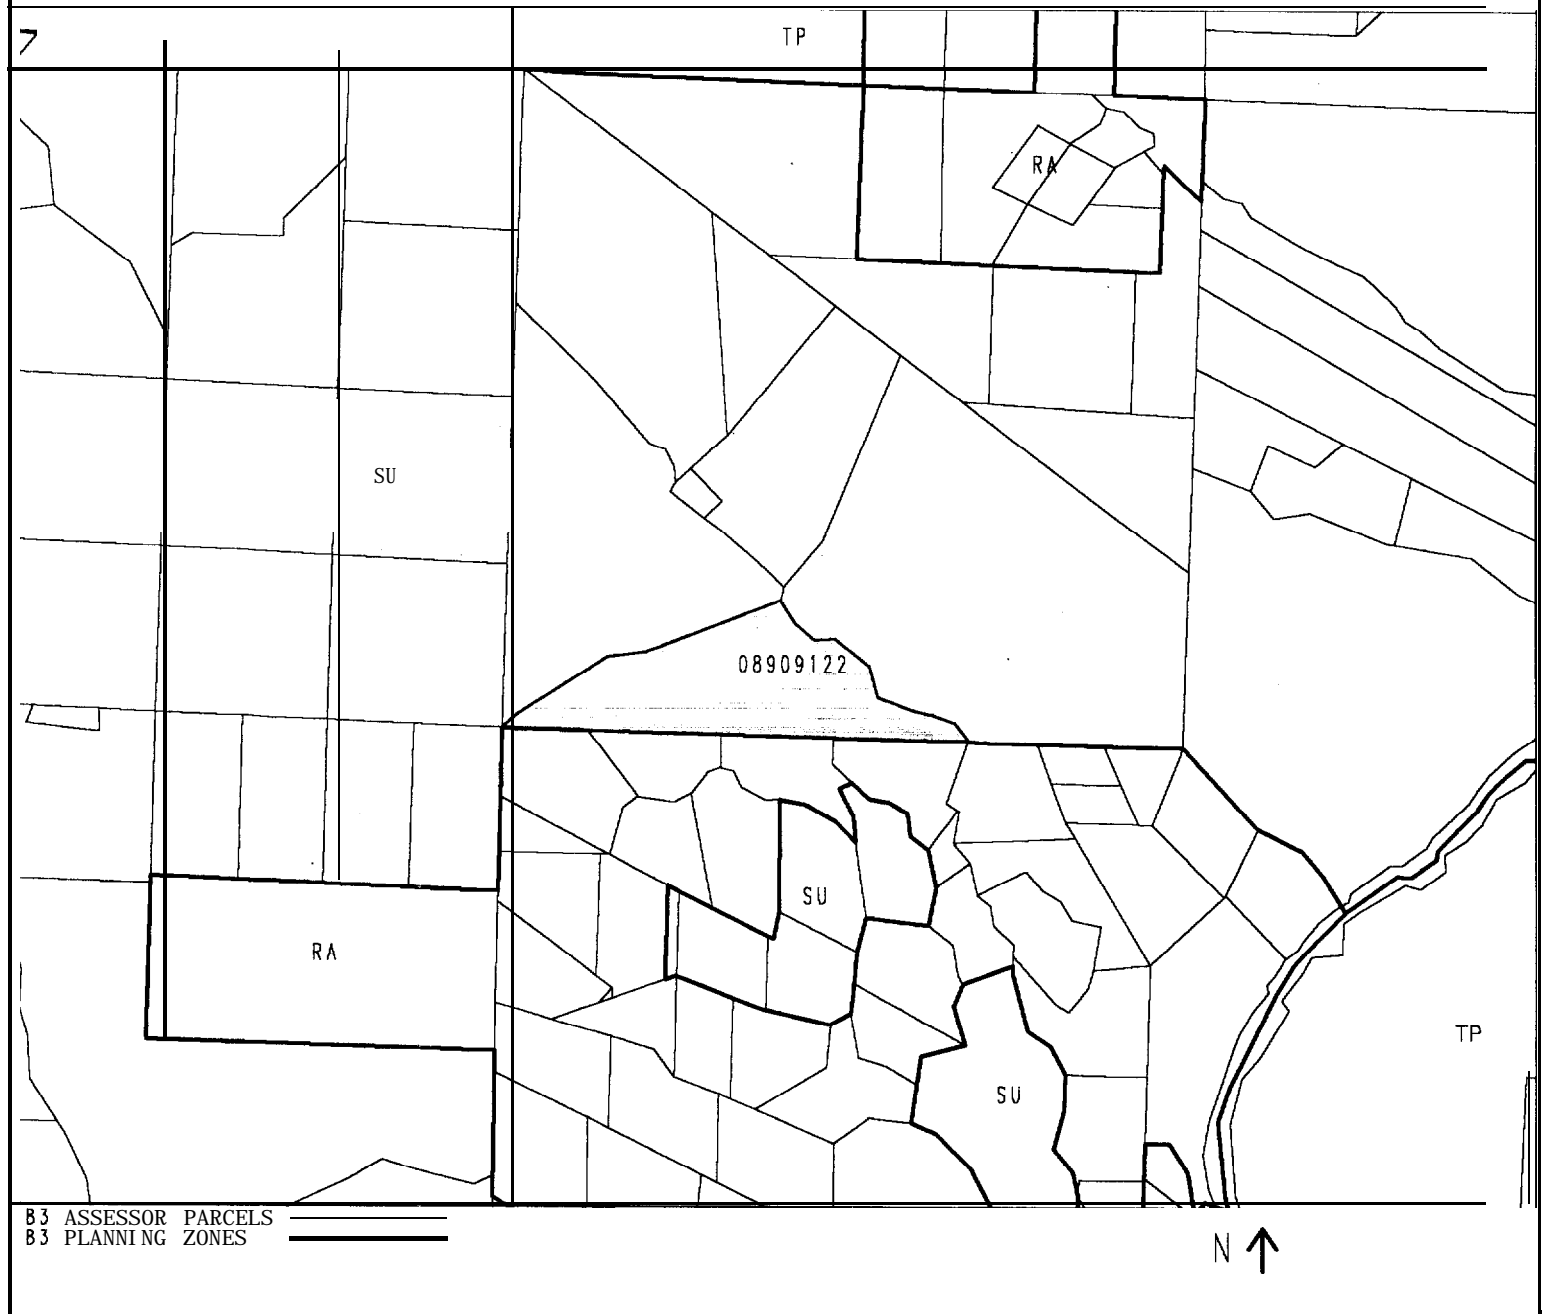 7
TP
RA
SU
08909122
SU
RA
TP
SU
B3 ASSESSOR PARCELS
B3 PLANNING ZONES
N